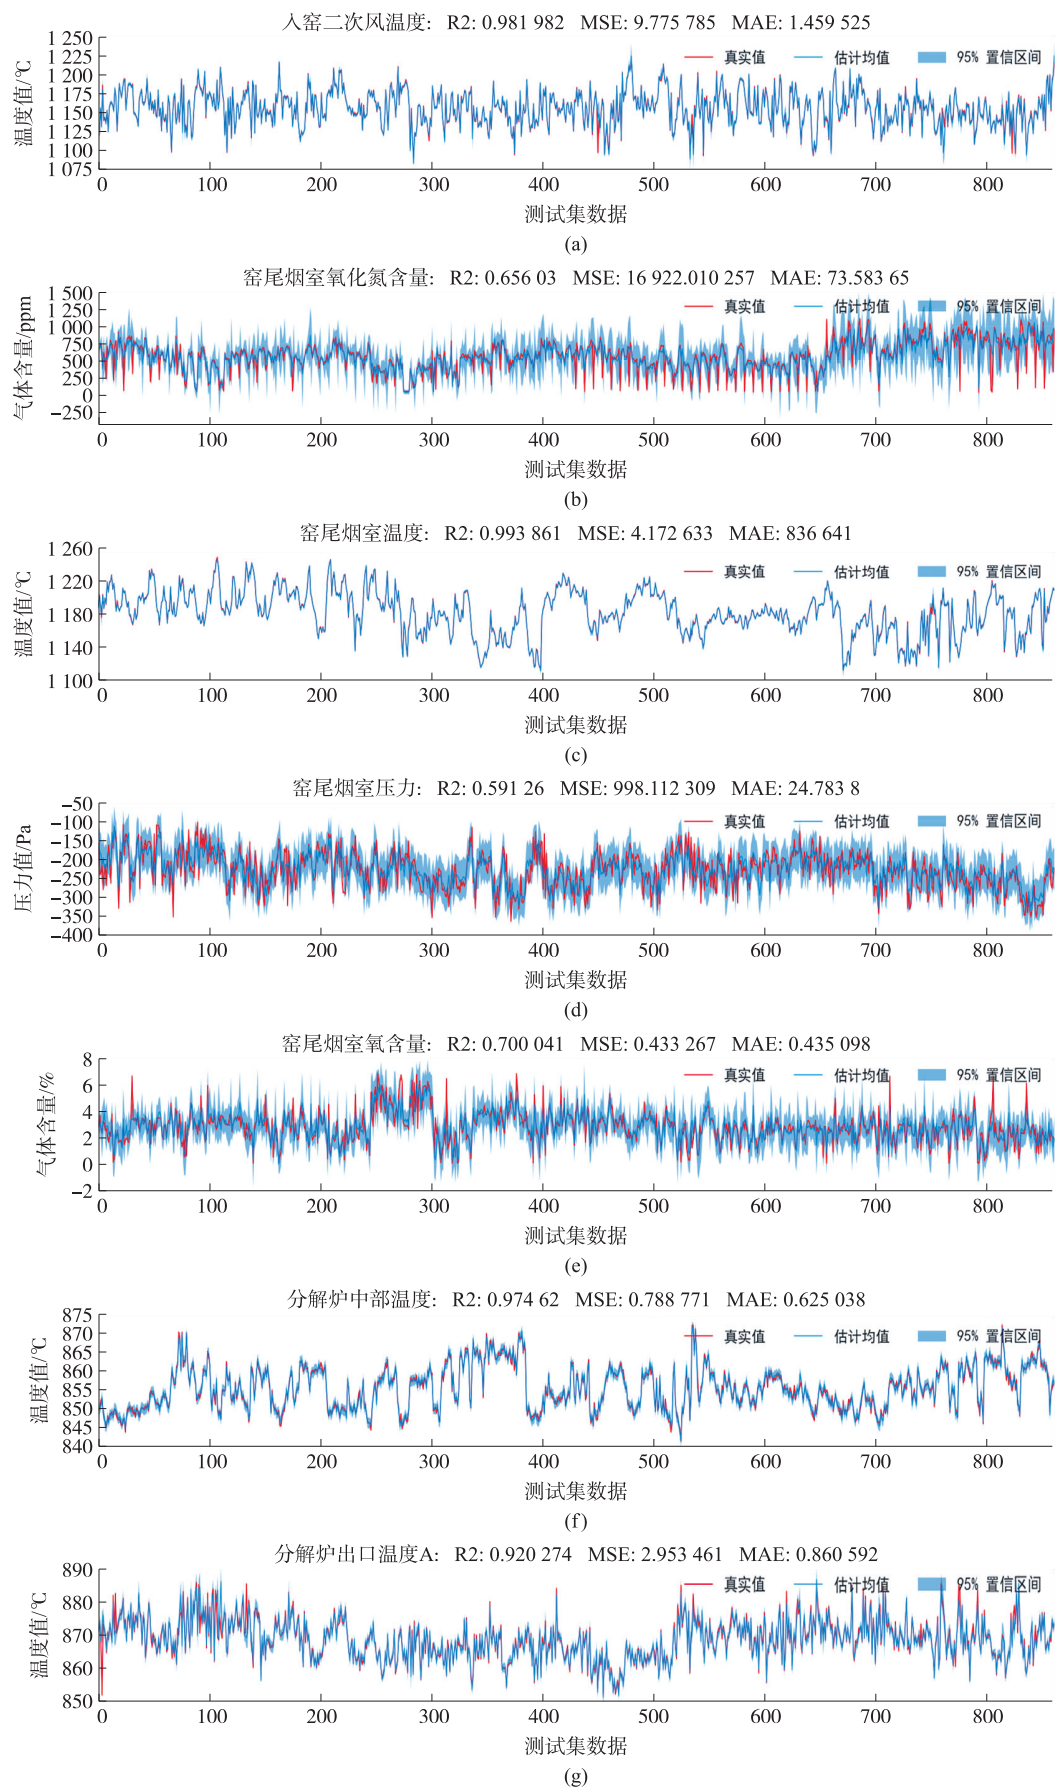 入窑二次风温度: R2: 0.981 982 MSE: 9.775 785 MAE: 1.459 525
1 250
1 225
1 200
1 175
1 150
1 125
1 100
1 075
温度值/℃
真实值 估计均值 95% 置信区间
0 100 200 300 400 500 600 700 800
测试集数据
(a)
窑尾烟室氧化氮含量: R2: 0.656 03 MSE: 16 922.010 257 MAE: 73.583 65
1 500
1 250
1 000
750
500
250
0
−250
气体含量/ppm
真实值 估计均值 95% 置信区间
0 100 200 300 400 500 600 700 800
测试集数据
(b)
窑尾烟室温度: R2: 0.993 861 MSE: 4.172 633 MAE: 836 641
1 260
1 220
1 180
1 140
1 100
温度值/℃
真实值 估计均值 95% 置信区间
0 100 200 300 400 500 600 700 800
测试集数据
(c)
窑尾烟室压力: R2: 0.591 26 MSE: 998.112 309 MAE: 24.783 8
−50
−100
−150
−200
−250
−300
−350
−400
压力值/Pa
真实值 估计均值 95% 置信区间
0 100 200 300 400 500 600 700 800
测试集数据
(d)
窑尾烟室氧含量: R2: 0.700 041 MSE: 0.433 267 MAE: 0.435 098
8
6
4
2
0
−2
气体含量/%
真实值 估计均值 95% 置信区间
0 100 200 300 400 500 600 700 800
测试集数据
(e)
分解炉中部温度: R2: 0.974 62 MSE: 0.788 771 MAE: 0.625 038
875
870
865
860
855
850
845
840
温度值/℃
真实值 估计均值 95% 置信区间
0 100 200 300 400 500 600 700 800
测试集数据
(f)
分解炉出口温度A: R2: 0.920 274 MSE: 2.953 461 MAE: 0.860 592
890
880
870
860
850
温度值/℃
真实值 估计均值 95% 置信区间
0 100 200 300 400 500 600 700 800
测试集数据
(g)